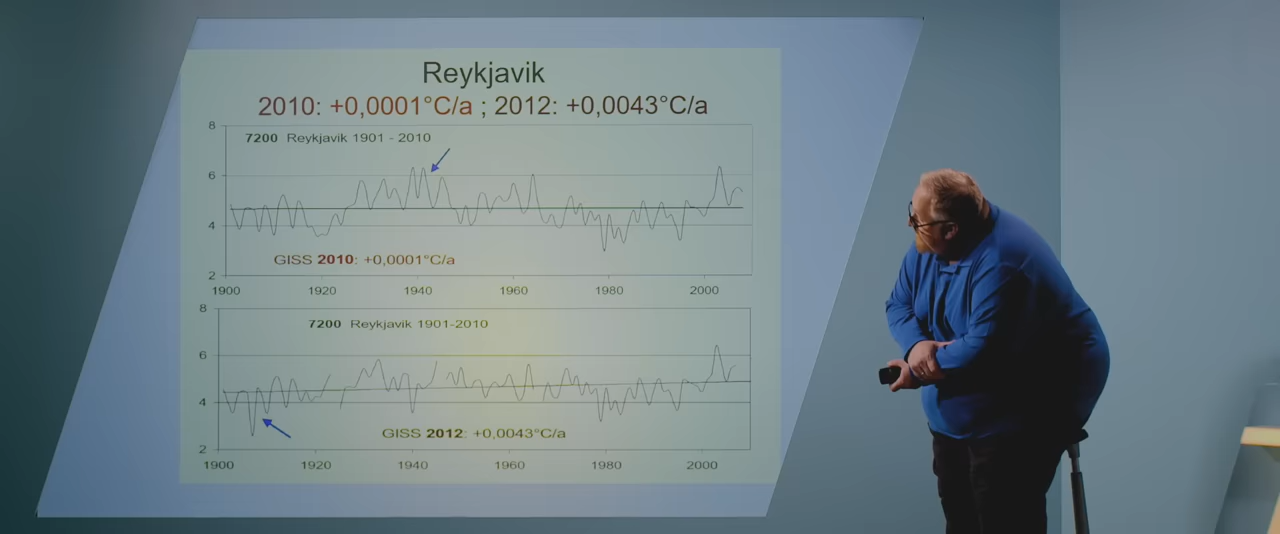 Reykjavik
2010: +0,0001°C/a ; 2012: +0,0043°C/a
8
7200 Reykjavik 1901 - 2010
6
4
GISS 2010: +0,0001°C/a
2
1900 1920 1940 1960 1980 2000
8
7200 Reykjavik 1901-2010
6
4
GISS 2012: +0,0043°C/a
2
1900 1920 1940 1960 1980 2000